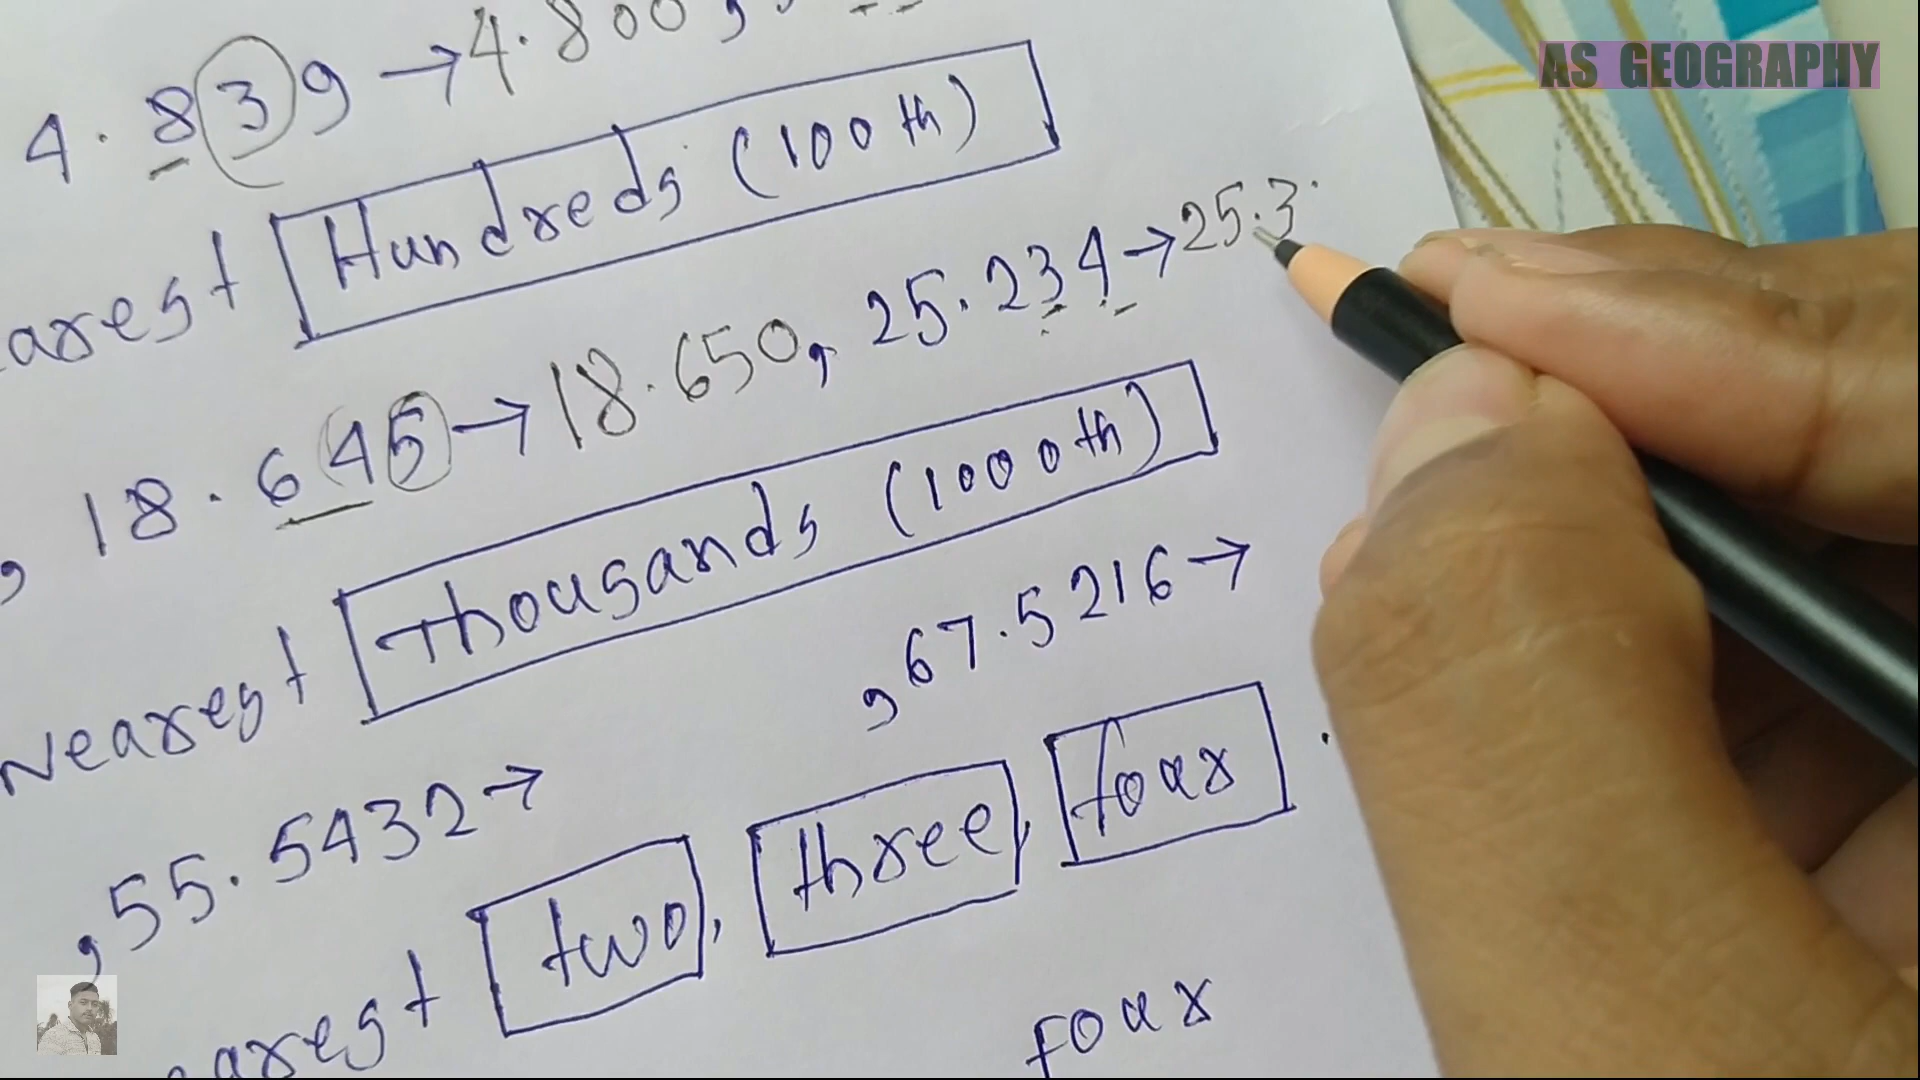 AS GEOGRAPHY
4.839 → 4.800,
arest Hundreds (100th)
, 18.645 → 18.650, 25.234 → 25.3
Nearest Thousands (1000th)
, 55.5432 → , 67.5216 →
earest two, three, four.
four